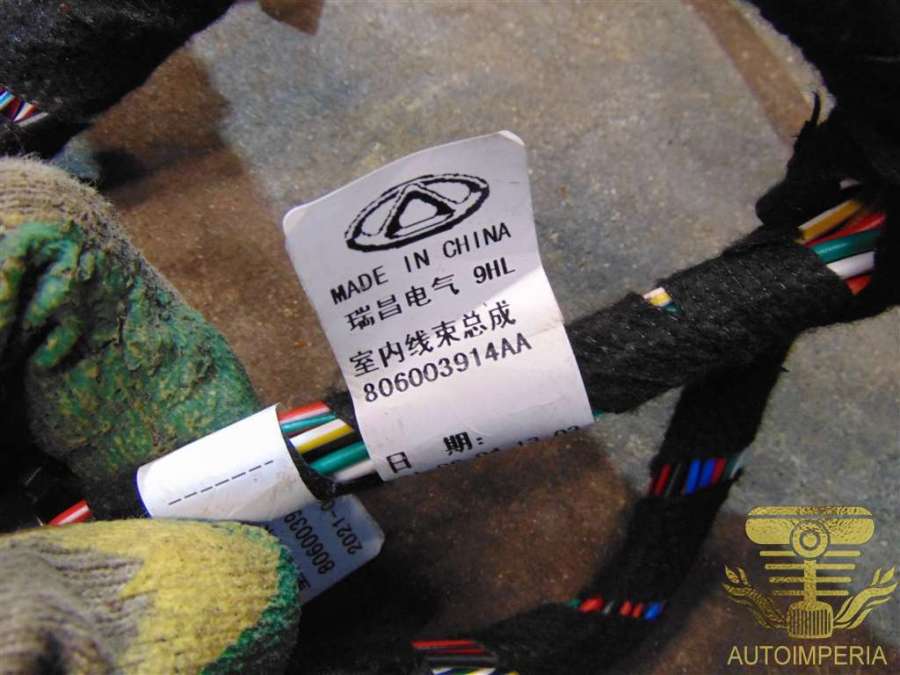 MADE IN CHINA
瑞昌电气 9HL
室内线束总成
806003914AA
日 期:
AUTOIMPERIA